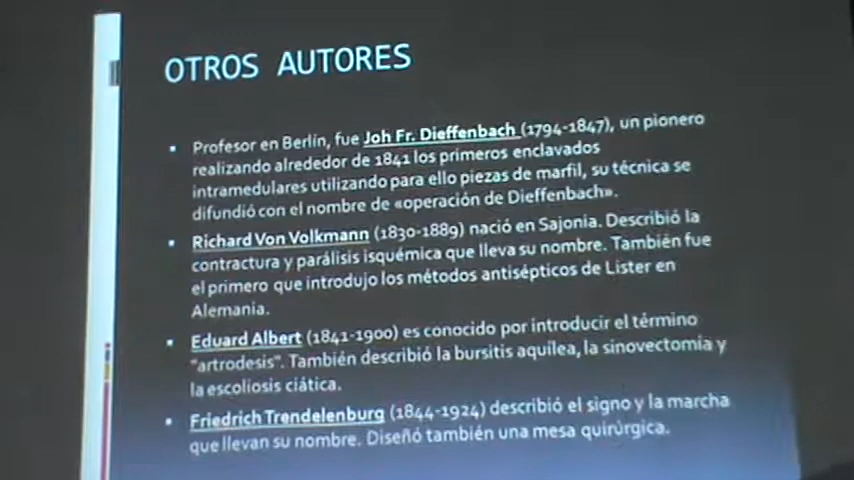 OTROS AUTORES
Profesor en Berlín, fue Joh Fr. Dieffenbach (1794-1847), un pionero
realizando alrededor de 1841 los primeros enclavados
intramedulares utilizando para ello piezas de marfil, su técnica se
difundió con el nombre de «operación de Dieffenbach».
Richard Von Volkmann (1830-1889) nació en Sajonia. Describió la
contractura y parálisis isquémica que lleva su nombre. También fue
el primero que introdujo los métodos antisépticos de Lister en
Alemania.
Eduard Albert (1841-1900) es conocido por introducir el término
"artrodesis". También describió la bursitis aquílea, la sinovectomía y
la escoliosis ciática.
Friedrich Trendelenburg (1844-1924) describió el signo y la marcha
que llevan su nombre. Diseñó también una mesa quirúrgica.